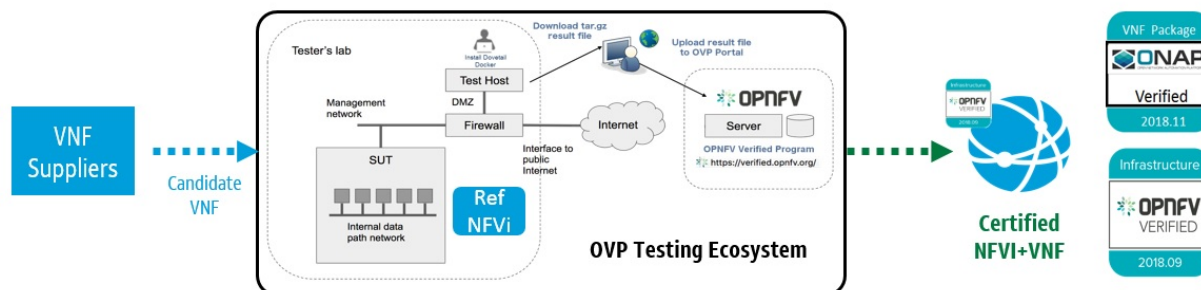 VNF
Suppliers
Candidate
VNF
Tester's lab
Install Dovetail
Docker
Test Host
DMZ
Management
network
Firewall
Internet
Interface to
public
Internet
SUT
Internal data
path network
Ref
NFVi
Download tar.gz
result file
Upload result file
to OVP Portal
OPNFV
Server
OPNFV Verified Program
https://verified.opnfv.org/
OVP Testing Ecosystem
Infrastructure
OPNFV
VERIFIED
2018.09
Certified
NFVI+VNF
VNF Package
ONAP
Verified
2018.11
Infrastructure
OPNFV
VERIFIED
2018.09